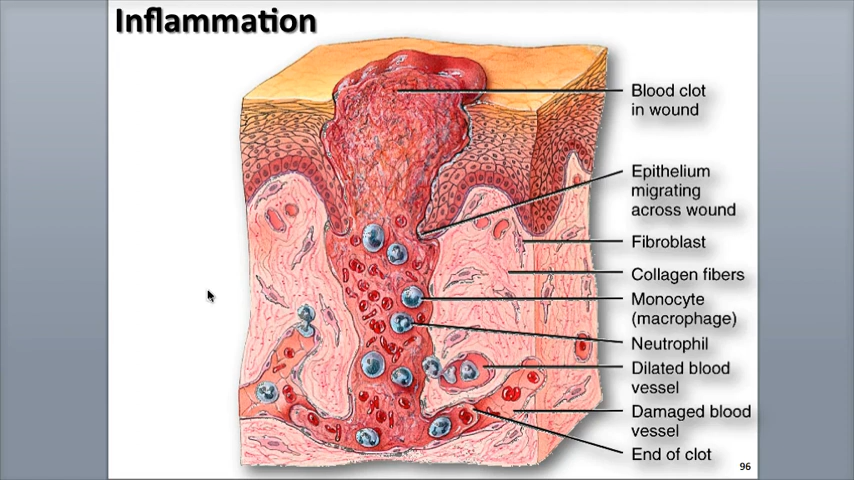 Inflammation
Blood clot
in wound
Epithelium
migrating
across wound
Fibroblast
Collagen fibers
Monocyte
(macrophage)
Neutrophil
Dilated blood
vessel
Damaged blood
vessel
End of clot
96